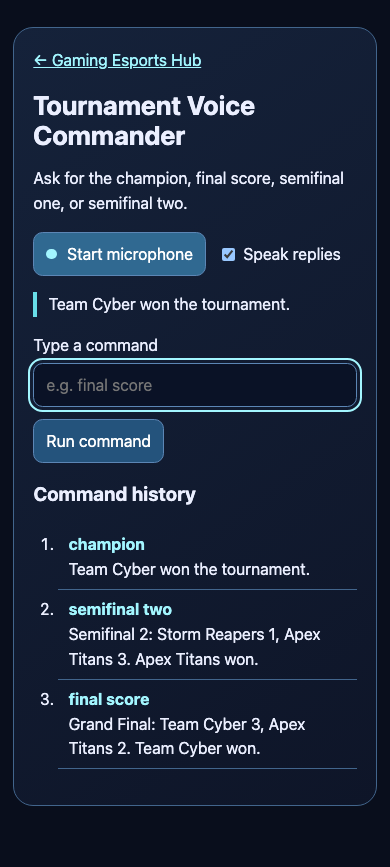 ← Gaming Esports Hub
Tournament Voice
Commander
Ask for the champion, final score, semifinal
one, or semifinal two.
Start microphone
Speak replies
Team Cyber won the tournament.
Type a command
e.g. final score
Run command
Command history
1. champion
Team Cyber won the tournament.
2. semifinal two
Semifinal 2: Storm Reapers 1, Apex
Titans 3. Apex Titans won.
3. final score
Grand Final: Team Cyber 3, Apex
Titans 2. Team Cyber won.